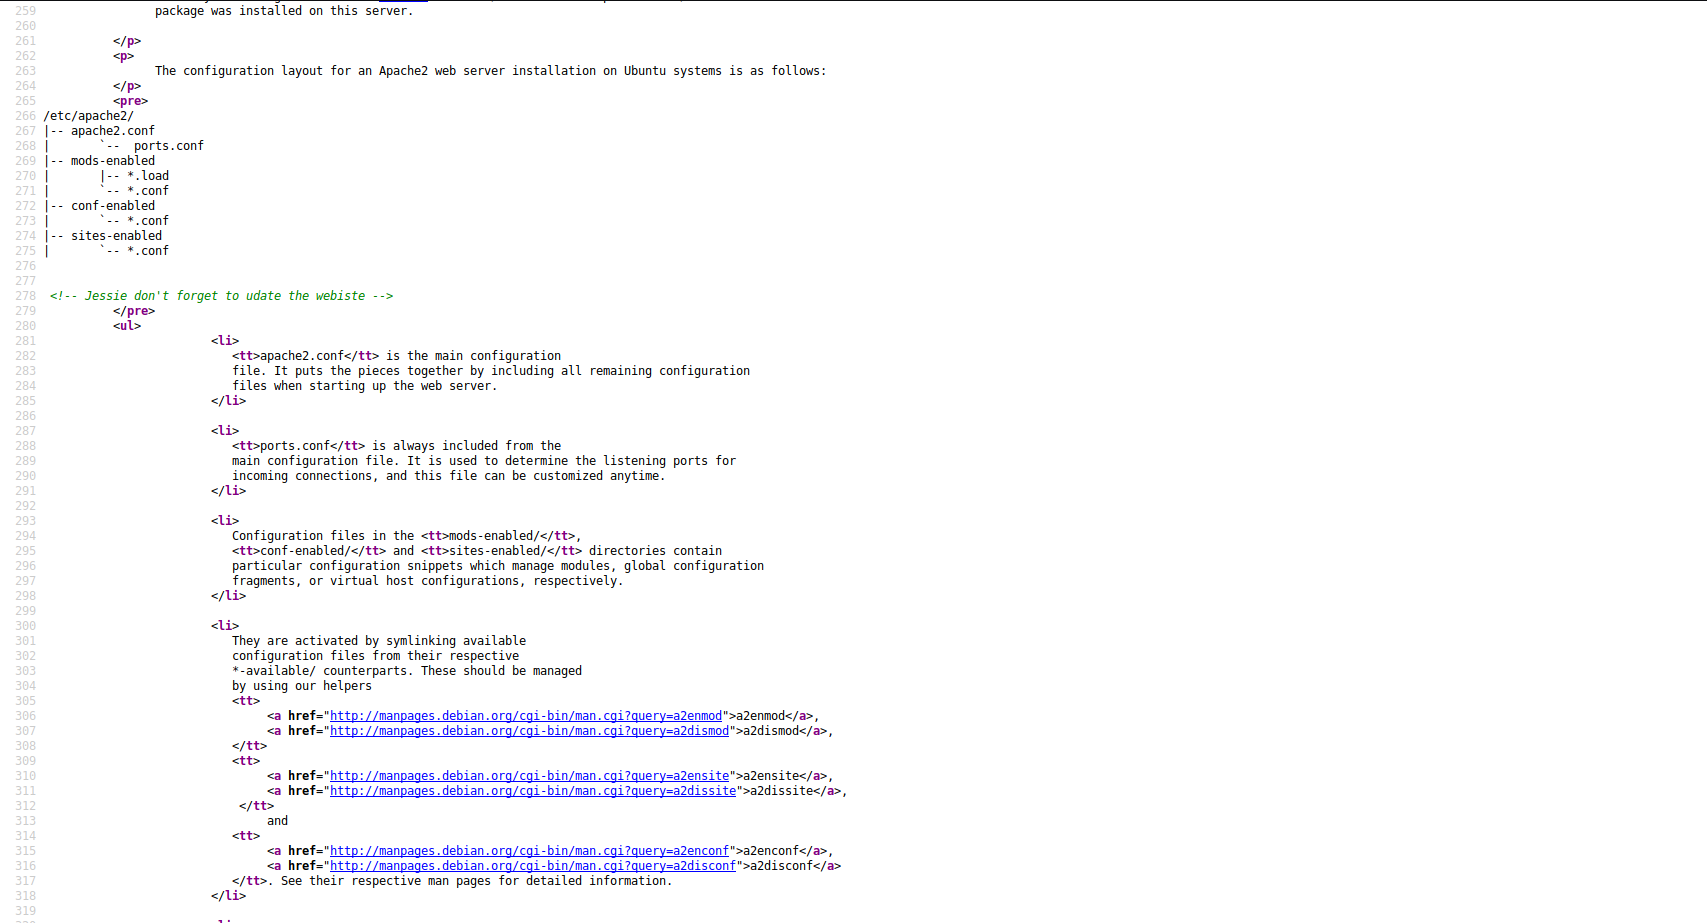 259 package was installed on this server.
260
261 </p>
262 <p>
263 The configuration layout for an Apache2 web server installation on Ubuntu systems is as follows:
264 </p>
265 <pre>
266 /etc/apache2/
267 |-- apache2.conf
268 |       `--  ports.conf
269 |-- mods-enabled
270 |       |-- *.load
271 |       `-- *.conf
272 |-- conf-enabled
273 |       `-- *.conf
274 |-- sites-enabled
275 |       `-- *.conf
276
277
278 <!-- Jessie don't forget to udate the webiste -->
279 </pre>
280 <ul>
281 <li>
282 <tt>apache2.conf</tt> is the main configuration
283 file. It puts the pieces together by including all remaining configuration
284 files when starting up the web server.
285 </li>
286
287 <li>
288 <tt>ports.conf</tt> is always included from the
289 main configuration file. It is used to determine the listening ports for
290 incoming connections, and this file can be customized anytime.
291 </li>
292
293 <li>
294 Configuration files in the <tt>mods-enabled/</tt>,
295 <tt>conf-enabled/</tt> and <tt>sites-enabled/</tt> directories contain
296 particular configuration snippets which manage modules, global configuration
297 fragments, or virtual host configurations, respectively.
298 </li>
299
300 <li>
301 They are activated by symlinking available
302 configuration files from their respective
303 *-available/ counterparts. These should be managed
304 by using our helpers
305 <tt>
306 <a href="http://manpages.debian.org/cgi-bin/man.cgi?query=a2enmod">a2enmod</a>,
307 <a href="http://manpages.debian.org/cgi-bin/man.cgi?query=a2dismod">a2dismod</a>,
308 </tt>
309 <tt>
310 <a href="http://manpages.debian.org/cgi-bin/man.cgi?query=a2ensite">a2ensite</a>,
311 <a href="http://manpages.debian.org/cgi-bin/man.cgi?query=a2dissite">a2dissite</a>,
312 </tt>
313 and
314 <tt>
315 <a href="http://manpages.debian.org/cgi-bin/man.cgi?query=a2enconf">a2enconf</a>,
316 <a href="http://manpages.debian.org/cgi-bin/man.cgi?query=a2disconf">a2disconf</a>
317 </tt>. See their respective man pages for detailed information.
318 </li>
319